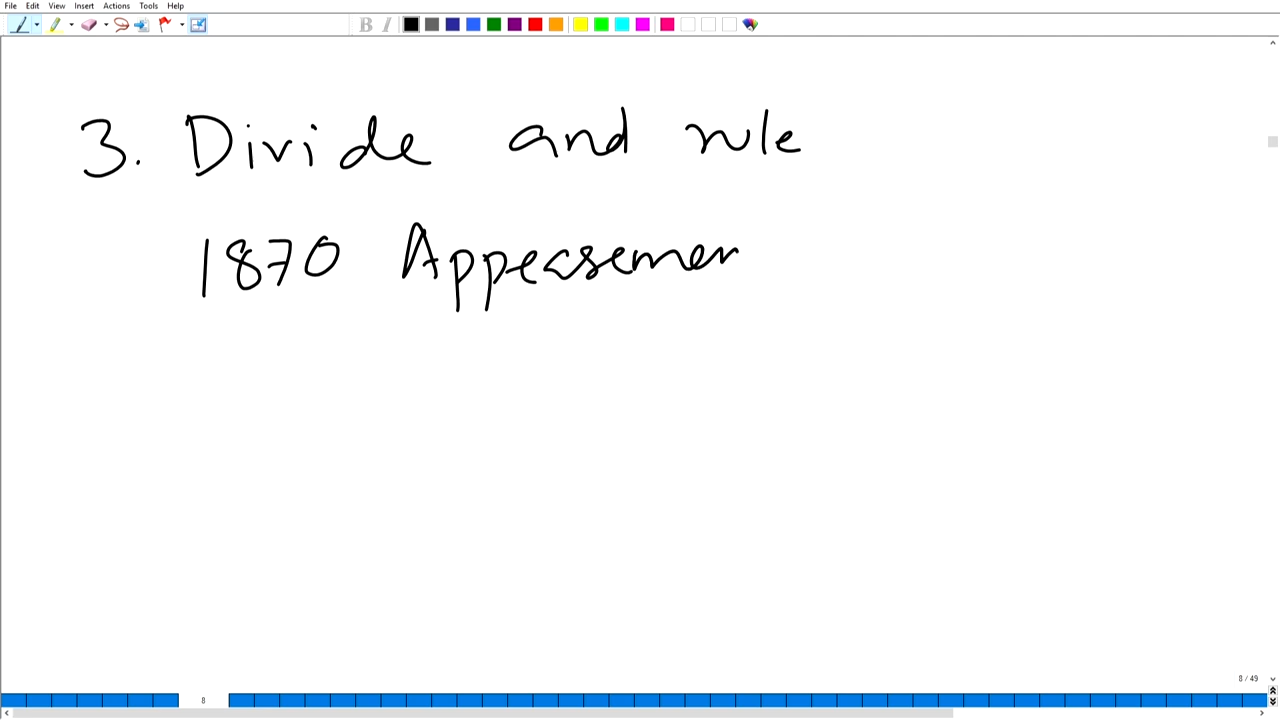 File Edit View Insert Actions Tools Help
B I
3. Divide and rule
1870 Appeasemen
8 / 49
8